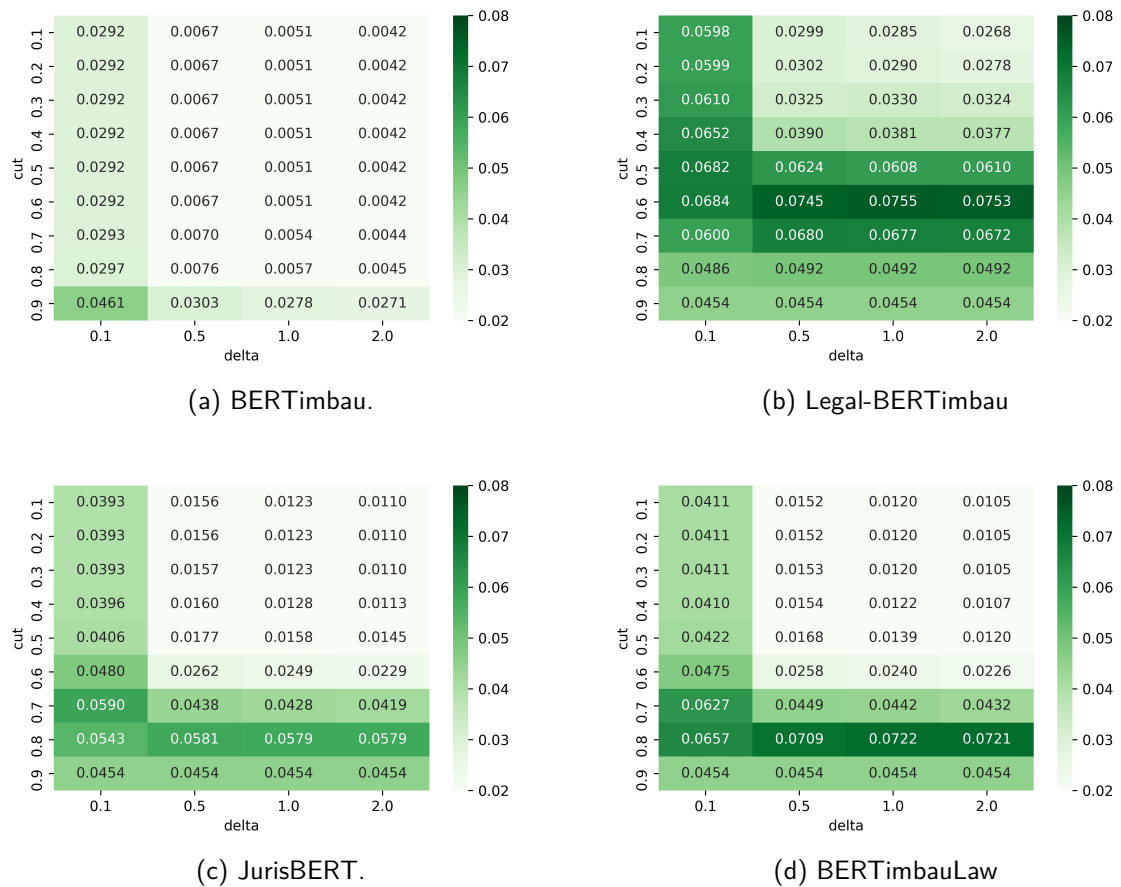 0.1 0.0292 0.0067 0.0051 0.0042 0.08
0.2 0.0292 0.0067 0.0051 0.0042 0.07
0.3 0.0292 0.0067 0.0051 0.0042 0.06
0.4 0.0292 0.0067 0.0051 0.0042
cut 0.5 0.0292 0.0067 0.0051 0.0042 0.05
0.6 0.0292 0.0067 0.0051 0.0042 0.04
0.7 0.0293 0.0070 0.0054 0.0044
0.8 0.0297 0.0076 0.0057 0.0045 0.03
0.9 0.0461 0.0303 0.0278 0.0271 0.02
0.1 0.5 1.0 2.0
delta
(a) BERTimbau.
0.1 0.0598 0.0299 0.0285 0.0268 0.08
0.2 0.0599 0.0302 0.0290 0.0278 0.07
0.3 0.0610 0.0325 0.0330 0.0324 0.06
0.4 0.0652 0.0390 0.0381 0.0377
cut 0.5 0.0682 0.0624 0.0608 0.0610 0.05
0.6 0.0684 0.0745 0.0755 0.0753 0.04
0.7 0.0600 0.0680 0.0677 0.0672
0.8 0.0486 0.0492 0.0492 0.0492 0.03
0.9 0.0454 0.0454 0.0454 0.0454 0.02
0.1 0.5 1.0 2.0
delta
(b) Legal-BERTimbau
0.1 0.0393 0.0156 0.0123 0.0110 0.08
0.2 0.0393 0.0156 0.0123 0.0110 0.07
0.3 0.0393 0.0157 0.0123 0.0110 0.06
0.4 0.0396 0.0160 0.0128 0.0113
cut 0.5 0.0406 0.0177 0.0158 0.0145 0.05
0.6 0.0480 0.0262 0.0249 0.0229 0.04
0.7 0.0590 0.0438 0.0428 0.0419
0.8 0.0543 0.0581 0.0579 0.0579 0.03
0.9 0.0454 0.0454 0.0454 0.0454 0.02
0.1 0.5 1.0 2.0
delta
(c) JurisBERT.
0.1 0.0411 0.0152 0.0120 0.0105 0.08
0.2 0.0411 0.0152 0.0120 0.0105 0.07
0.3 0.0411 0.0153 0.0120 0.0105 0.06
0.4 0.0410 0.0154 0.0122 0.0107
cut 0.5 0.0422 0.0168 0.0139 0.0120 0.05
0.6 0.0475 0.0258 0.0240 0.0226 0.04
0.7 0.0627 0.0449 0.0442 0.0432
0.8 0.0657 0.0709 0.0722 0.0721 0.03
0.9 0.0454 0.0454 0.0454 0.0454 0.02
0.1 0.5 1.0 2.0
delta
(d) BERTimbauLaw